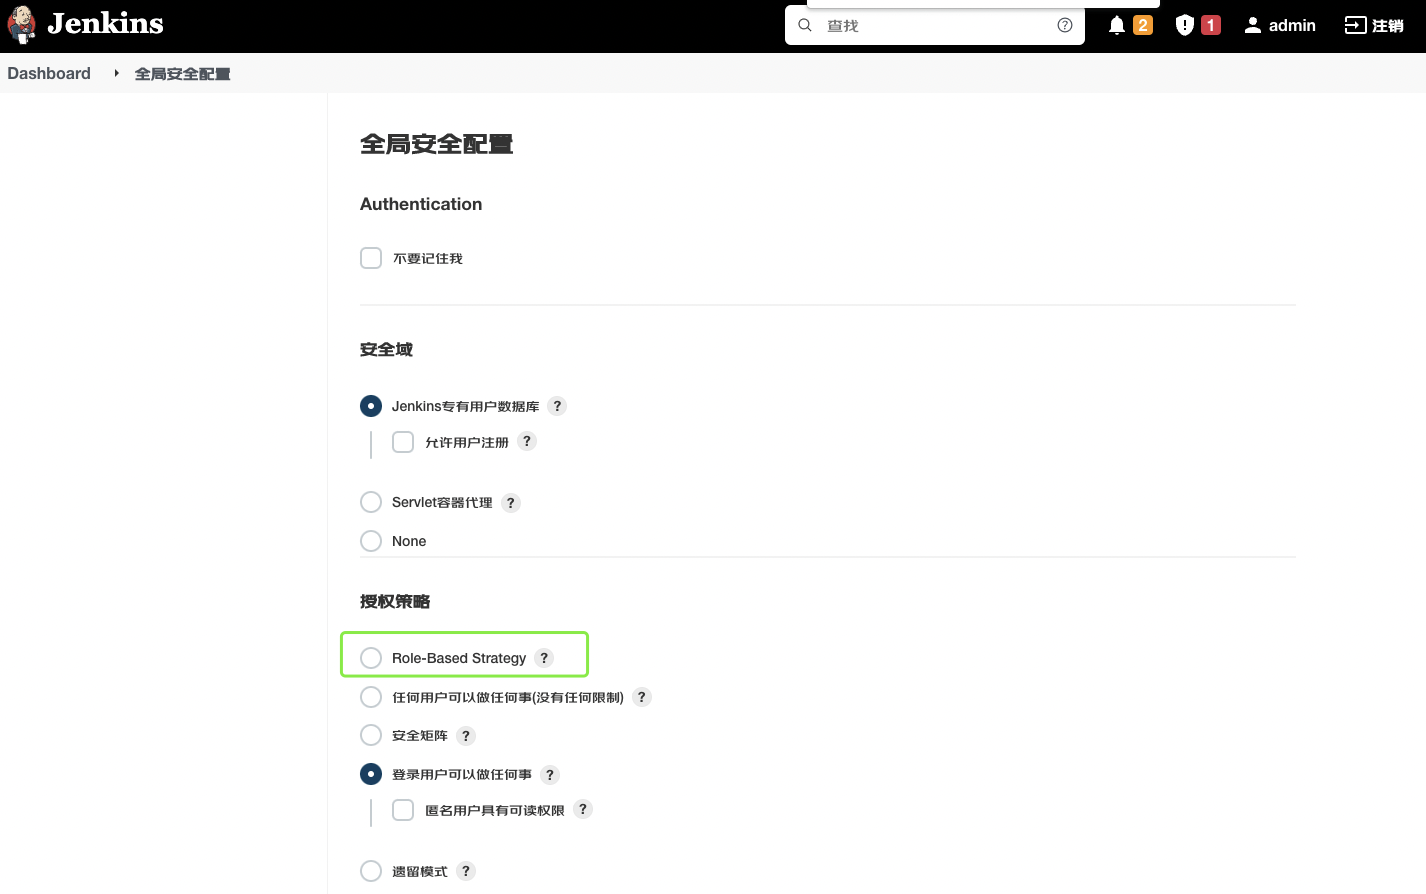 Jenkins
查找
2
1
admin
注销
Dashboard
全局安全配置
全局安全配置
Authentication
不要记住我
安全域
Jenkins专有用户数据库 ?
允许用户注册 ?
Servlet容器代理 ?
None
授权策略
Role-Based Strategy ?
任何用户可以做任何事(没有任何限制) ?
安全矩阵 ?
登录用户可以做任何事 ?
匿名用户具有可读权限 ?
遗留模式 ?